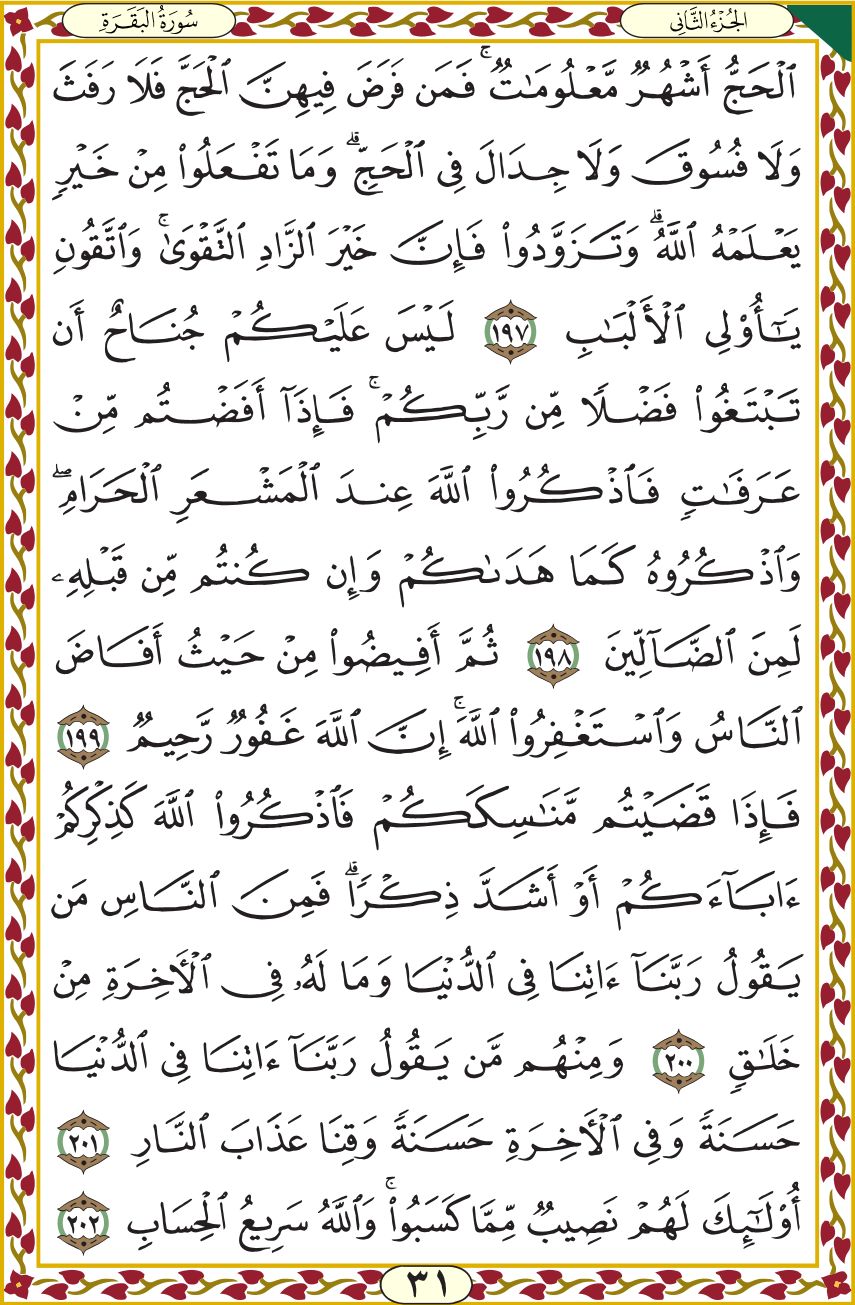 سُورَةُ البَقَرَةِ
الجُزءُ الثَّانِي
ٱلْحَجُّ أَشْهُرٌ مَّعْلُومَٰتٌ ۚ فَمَن فَرَضَ فِيهِنَّ ٱلْحَجَّ فَلَا رَفَثَ
وَلَا فُسُوقَ وَلَا جِدَالَ فِى ٱلْحَجِّ ۗ وَمَا تَفْعَلُوا۟ مِنْ خَيْرٍ
يَعْلَمْهُ ٱللَّهُ ۗ وَتَزَوَّدُوا۟ فَإِنَّ خَيْرَ ٱلزَّادِ ٱلتَّقْوَىٰ ۚ وَٱتَّقُونِ
يَٰٓأُو۟لِى ٱلْأَلْبَٰبِ ١٩٧ لَيْسَ عَلَيْكُمْ جُنَاحٌ أَن
تَبْتَغُوا۟ فَضْلًا مِّن رَّبِّكُمْ ۚ فَإِذَآ أَفَضْتُم مِّنْ
عَرَفَٰتٍ فَٱذْكُرُوا۟ ٱللَّهَ عِندَ ٱلْمَشْعَرِ ٱلْحَرَامِ ۖ
وَٱذْكُرُوهُ كَمَا هَدَىٰكُمْ وَإِن كُنتُم مِّن قَبْلِهِۦ
لَمِنَ ٱلضَّآلِّينَ ١٩٨ ثُمَّ أَفِيضُوا۟ مِنْ حَيْثُ أَفَاضَ
ٱلنَّاسُ وَٱسْتَغْفِرُوا۟ ٱللَّهَ ۚ إِنَّ ٱللَّهَ غَفُورٌ رَّحِيمٌ ١٩٩
فَإِذَا قَضَيْتُم مَّنَٰسِكَكُمْ فَٱذْكُرُوا۟ ٱللَّهَ كَذِكْرِكُمْ
ءَابَآءَكُمْ أَوْ أَشَدَّ ذِكْرًا ۗ فَمِنَ ٱلنَّاسِ مَن
يَقُولُ رَبَّنَآ ءَاتِنَا فِى ٱلدُّنْيَا وَمَا لَهُۥ فِى ٱلْأَخِرَةِ مِنْ
خَلَٰقٍ ٢٠٠ وَمِنْهُم مَّن يَقُولُ رَبَّنَآ ءَاتِنَا فِى ٱلدُّنْيَا
حَسَنَةً وَفِى ٱلْأَخِرَةِ حَسَنَةً وَقِنَا عَذَابَ ٱلنَّارِ ٢٠١
أُو۟لَٰٓئِكَ لَهُمْ نَصِيبٌ مِّمَّا كَسَبُوا۟ ۚ وَٱللَّهُ سَرِيعُ ٱلْحِسَابِ ٢٠٢
٣١